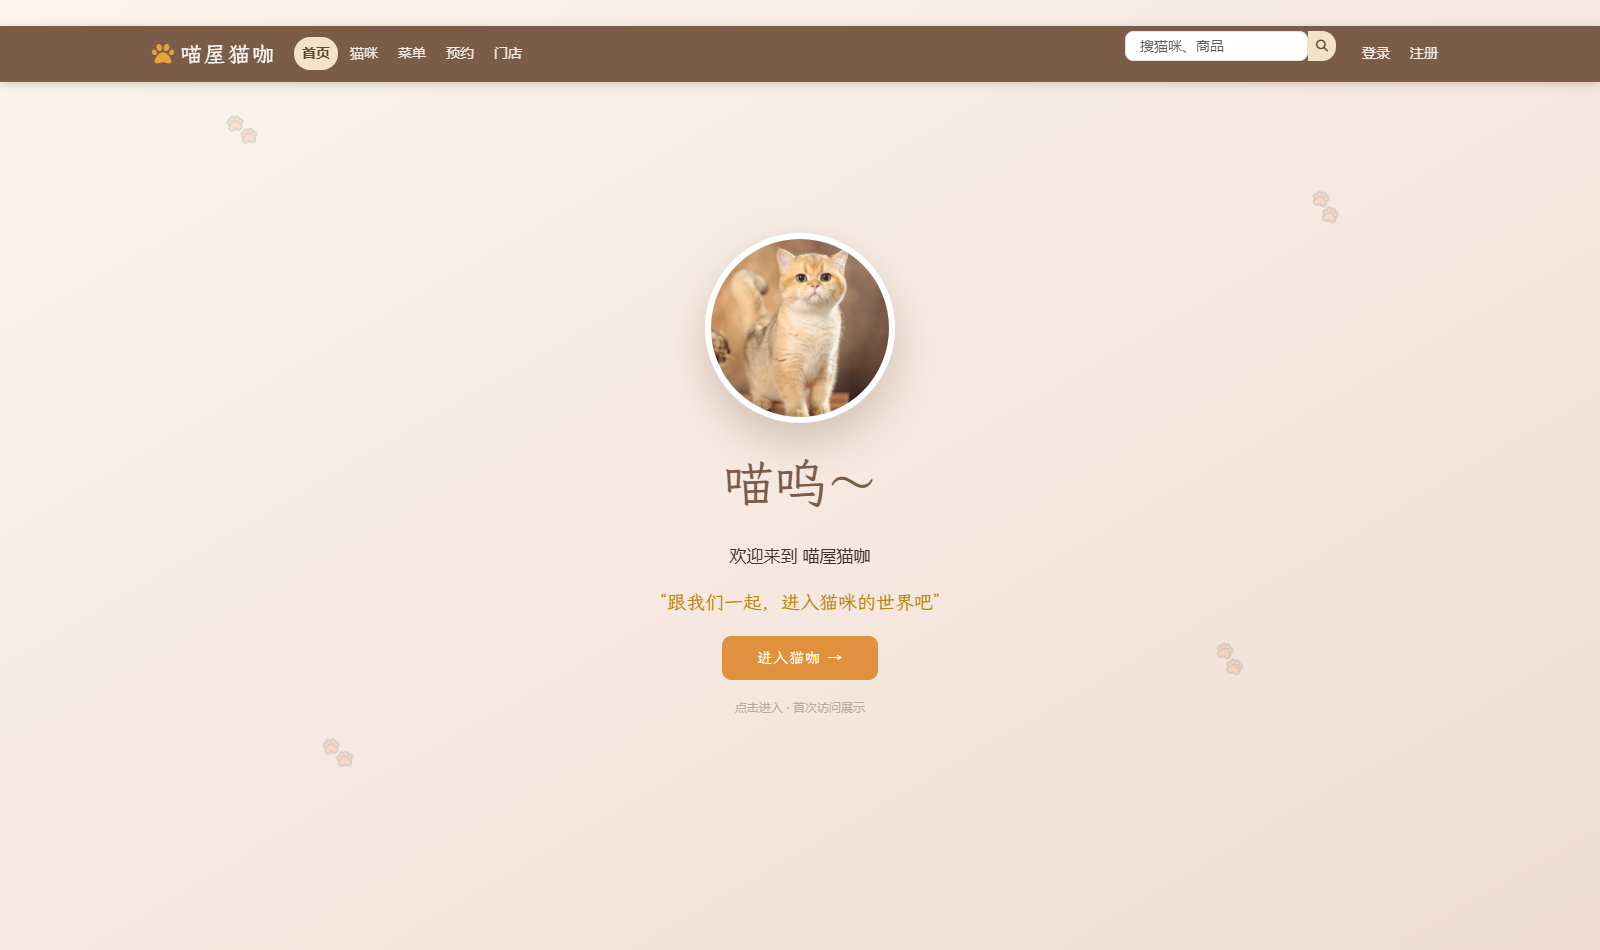 喵屋猫咖 首页 猫咪 菜单 预约 门店 搜猫咪、商品 登录 注册
喵呜～
欢迎来到 喵屋猫咖
“跟我们一起，进入猫咪的世界吧”
进入猫咖 →
点击进入 · 首次访问展示